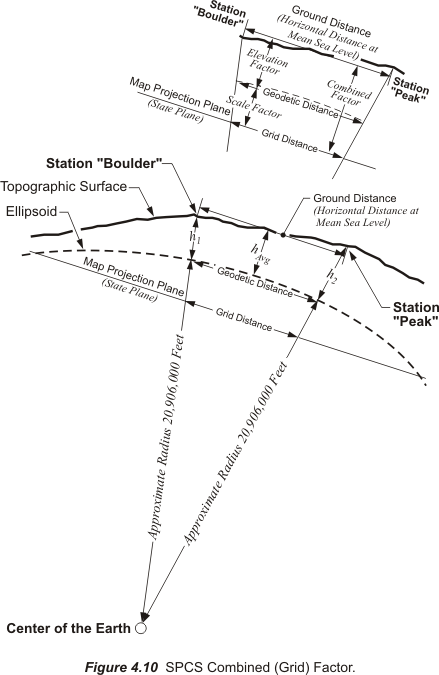 Station
"Boulder"
Ground Distance
(Horizontal Distance at
Mean Sea Level)
Elevation
Factor
Station
"Peak"
Combined
Factor
Geodetic Distance
Map Projection Plane
(State Plane)
Scale Factor
Grid Distance
Station "Boulder"
Topographic Surface
Ellipsoid
Ground Distance
(Horizontal Distance at
Mean Sea Level)
h1
hAvg
h2
Map Projection Plane
(State Plane)
Geodetic Distance
Grid Distance
Station
"Peak"
Approximate Radius 20,906,000 Feet
Approximate Radius 20,906,000 Feet
Center of the Earth
Figure 4.10 SPCS Combined (Grid) Factor.